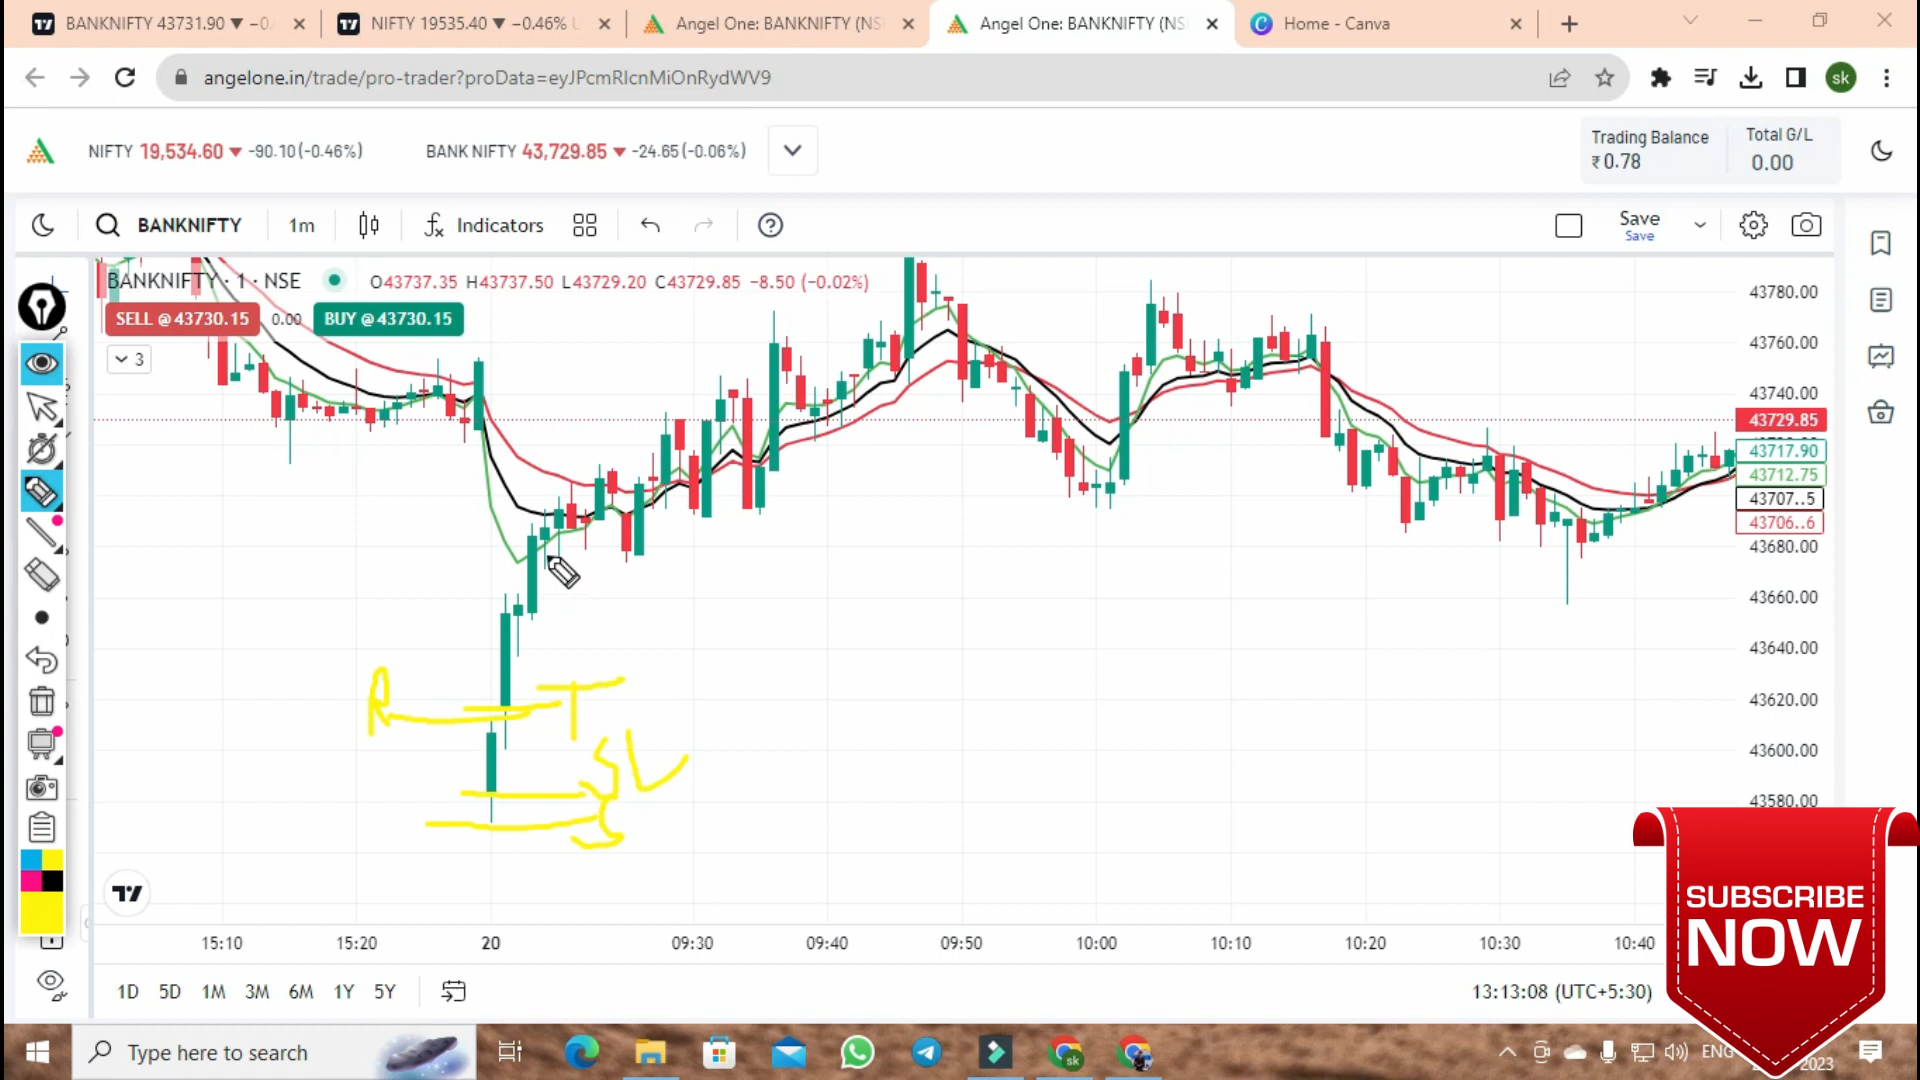 BANKNIFTY 43731.90 ▼ −0.
NIFTY 19535.40 ▼ −0.46% U
Angel One: BANKNIFTY (NS
Angel One: BANKNIFTY (NS
Home - Canva
angelone.in/trade/pro-trader?proData=eyJPcmRlcnMiOnRydWV9
sk
NIFTY 19,534.60 ▼ -90.10(-0.46%)
BANK NIFTY 43,729.85 ▼ -24.65(-0.06%)
Trading Balance
₹0.78
Total G/L
0.00
BANKNIFTY
1m
Indicators
Save
Save
BANKNIFTY · 1 · NSE
O43737.35 H43737.50 L43729.20 C43729.85 −8.50 (−0.02%)
SELL @ 43730.15
0.00
BUY @ 43730.15
3
43780.00
43760.00
43740.00
43729.85
43717.90
43712.75
43707..5
43706..6
43680.00
43660.00
43640.00
43620.00
43600.00
43580.00
R
T
SL
S
15:10
15:20
20
09:30
09:40
09:50
10:00
10:10
10:20
10:30
10:40
1D
5D
1M
3M
6M
1Y
5Y
13:13:08 (UTC+5:30)
SUBSCRIBE
NOW
Type here to search
sk
ENG
2023